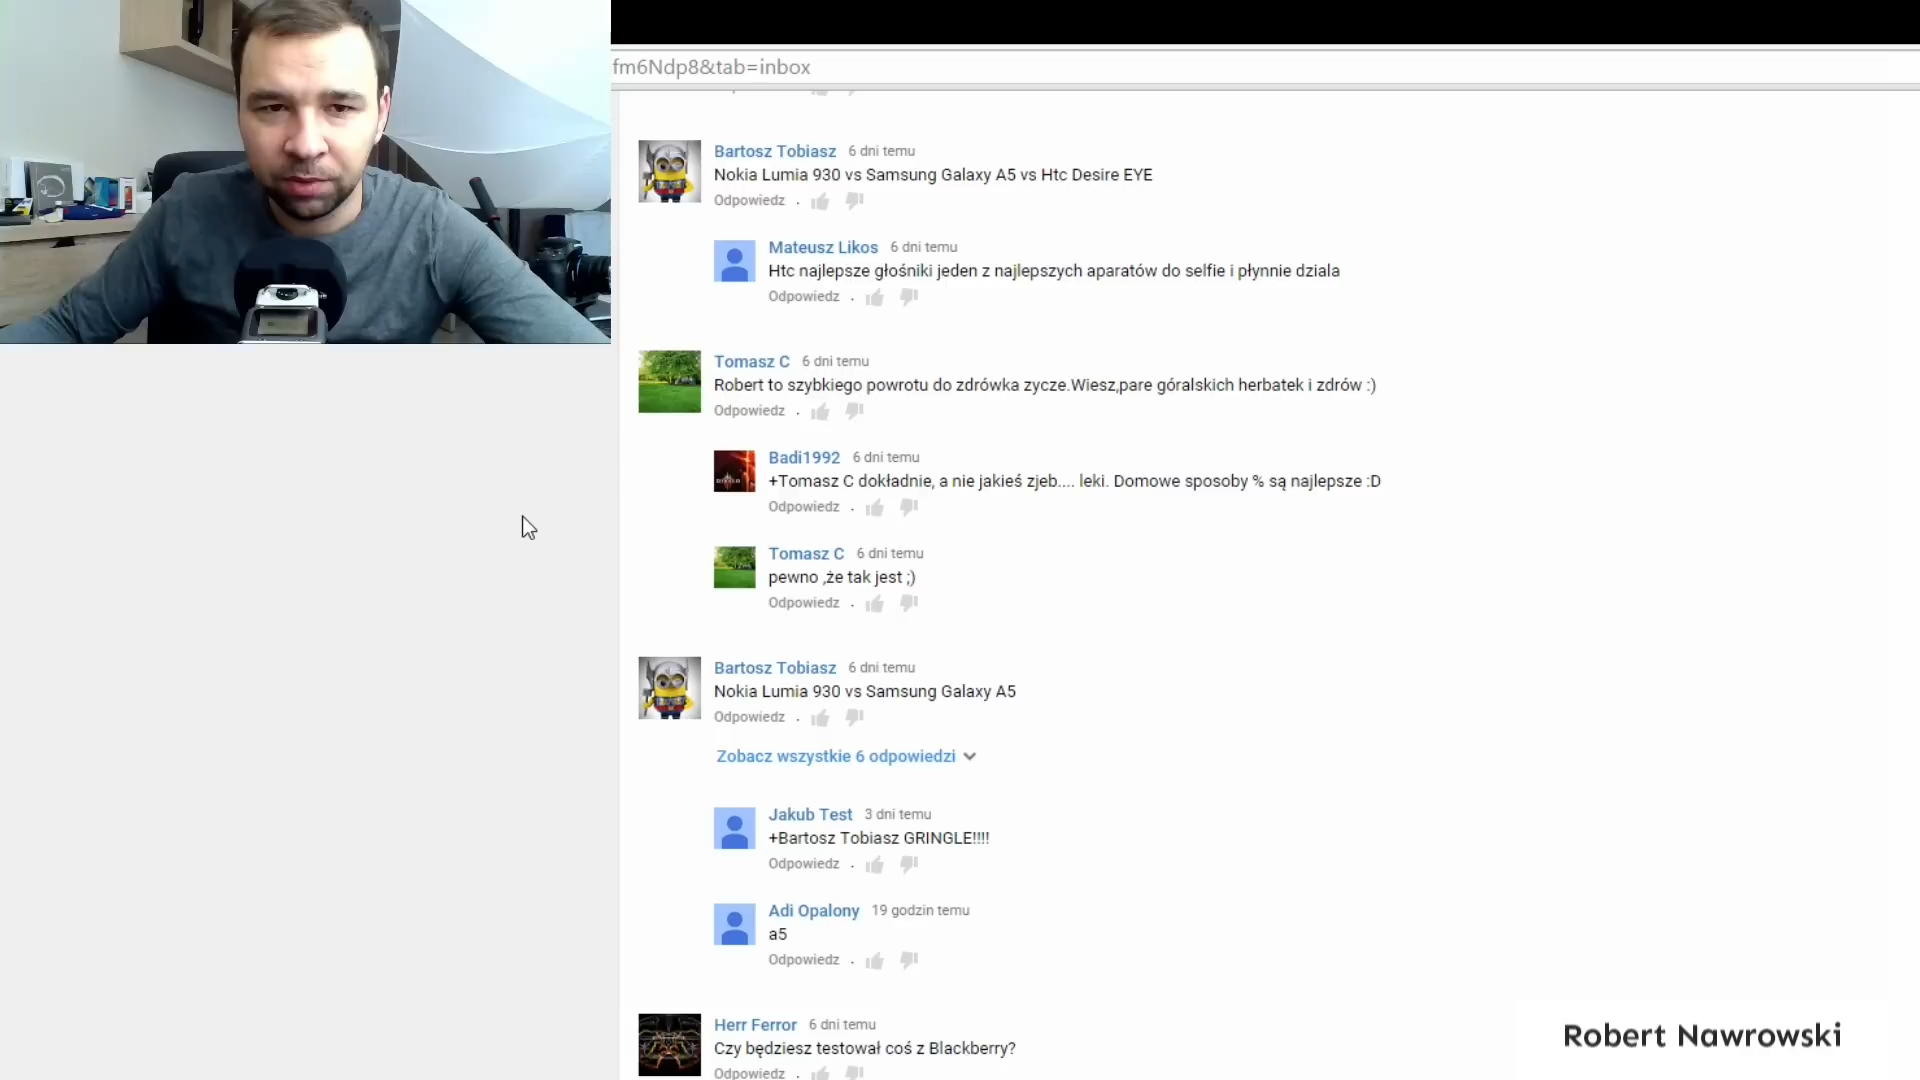 fm6Ndp8&tab=inbox
Bartosz Tobiasz 6 dni temu
Nokia Lumia 930 vs Samsung Galaxy A5 vs Htc Desire EYE
Odpowiedz .
Mateusz Likos 6 dni temu
Htc najlepsze głośniki jeden z najlepszych aparatów do selfie i płynnie dziala
Odpowiedz .
Tomasz C 6 dni temu
Robert to szybkiego powrotu do zdrówka zycze.Wiesz,pare góralskich herbatek i zdrów :)
Odpowiedz .
Badi1992 6 dni temu
+Tomasz C dokładnie, a nie jakieś zjeb.... leki. Domowe sposoby % są najlepsze :D
Odpowiedz .
Tomasz C 6 dni temu
pewno ,że tak jest ;)
Odpowiedz .
Bartosz Tobiasz 6 dni temu
Nokia Lumia 930 vs Samsung Galaxy A5
Odpowiedz .
Zobacz wszystkie 6 odpowiedzi
Jakub Test 3 dni temu
+Bartosz Tobiasz GRINGLE!!!!
Odpowiedz .
Adi Opalony 19 godzin temu
a5
Odpowiedz .
Herr Ferror 6 dni temu
Czy będziesz testował coś z Blackberry?
Odpowiedz .
Robert Nawrowski